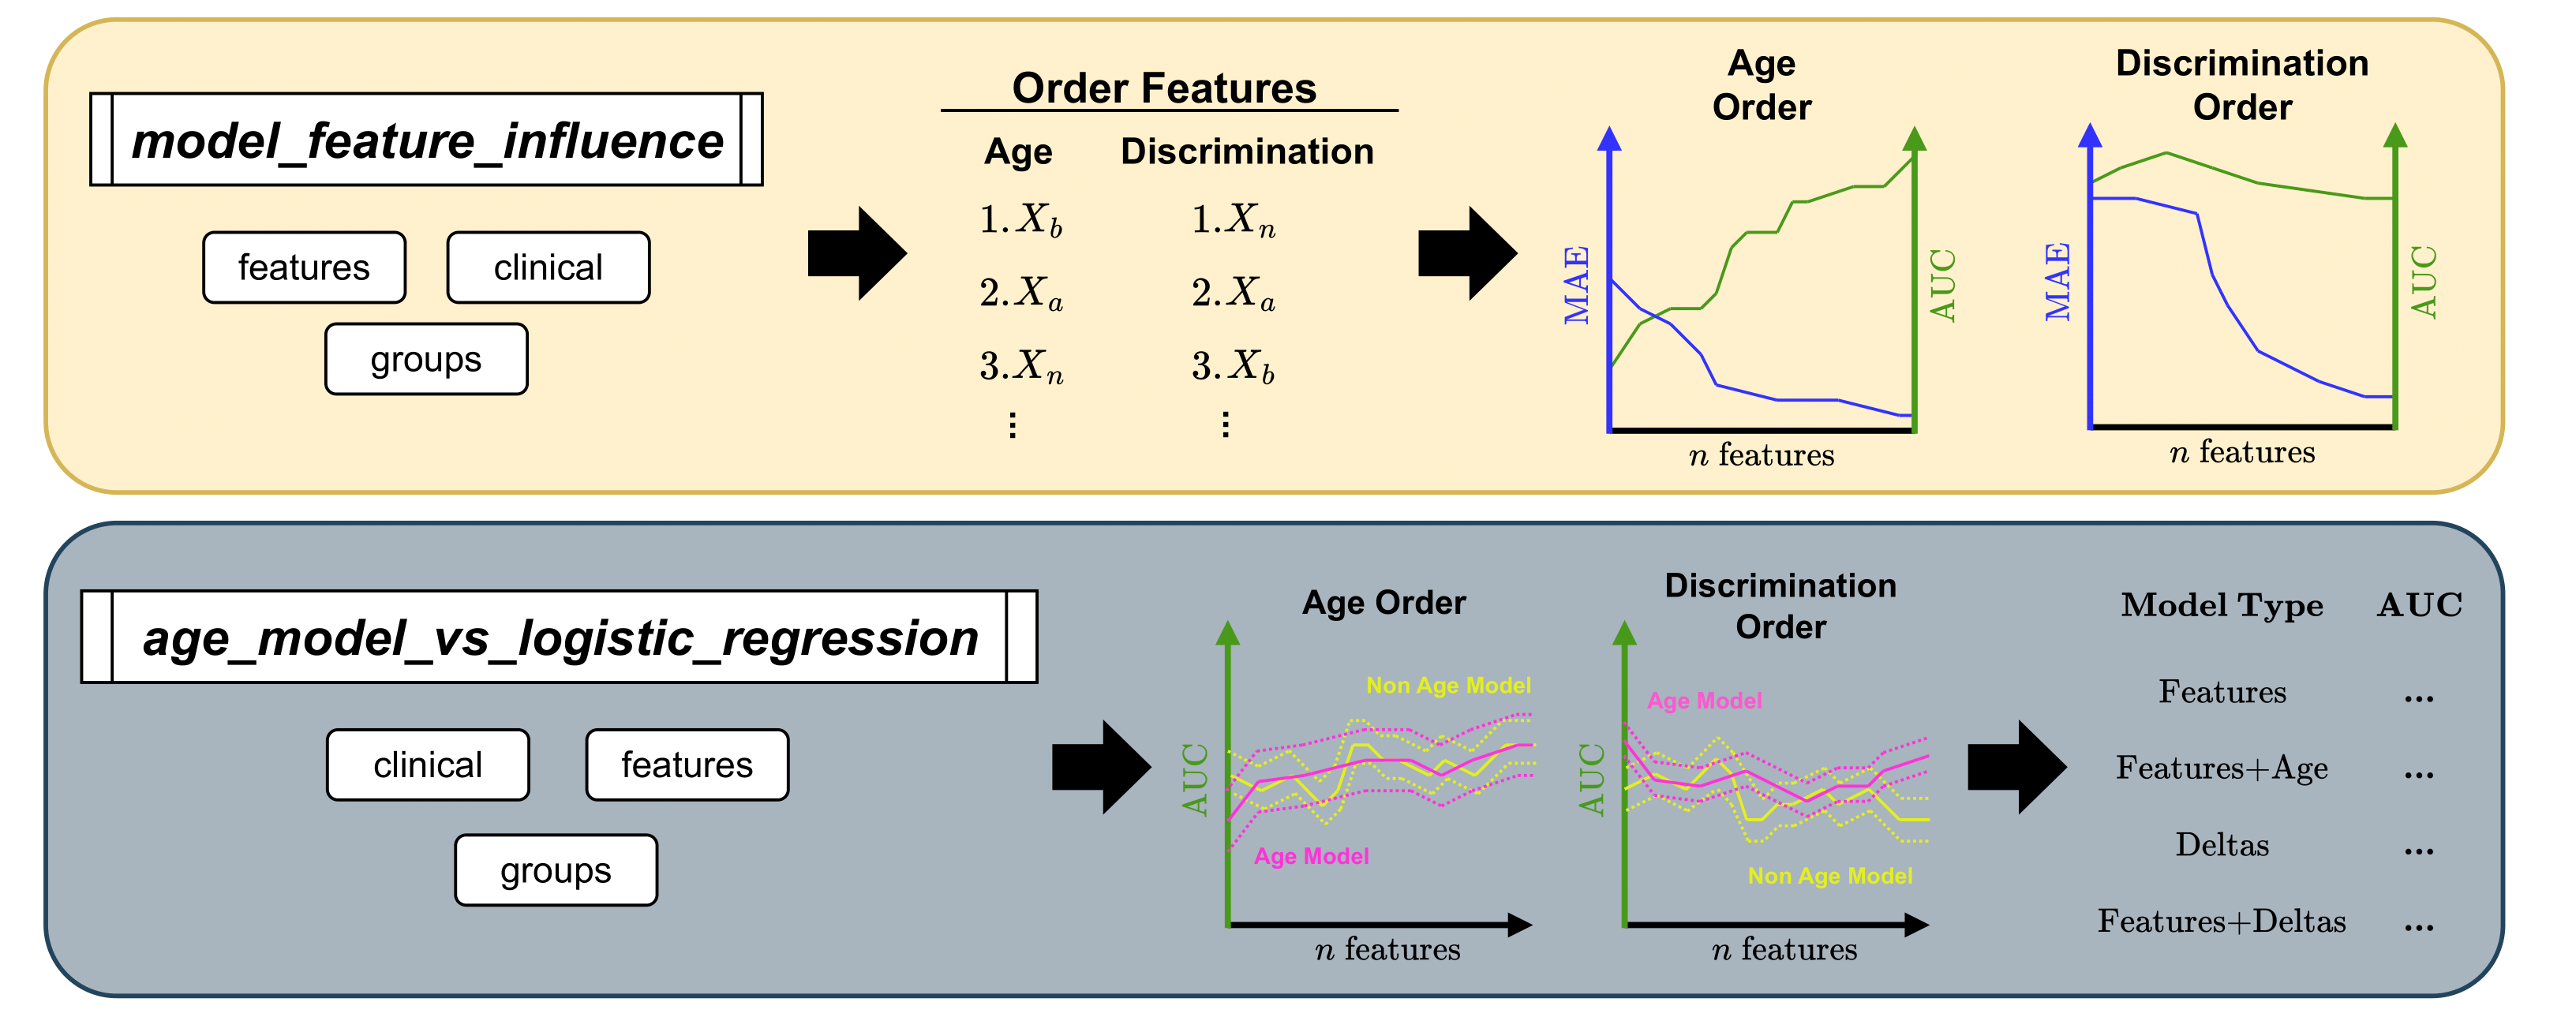 model_feature_influence
features
clinical
groups
Order Features
Age
Discrimination
1. X_b
1. X_n
2. X_a
2. X_a
3. X_n
3. X_b
⋮
⋮
Age
Order
MAE
AUC
n features
Discrimination
Order
MAE
AUC
n features
age_model_vs_logistic_regression
clinical
features
groups
Age Order
Non Age Model
AUC
Age Model
n features
Discrimination
Order
Age Model
AUC
Non Age Model
n features
Model Type AUC
Features ...
Features+Age ...
Deltas ...
Features+Deltas ...